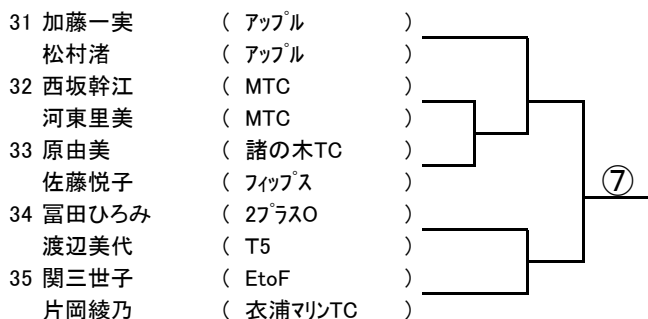 31 加藤一実 ( ｱｯﾌﾟﾙ )
松村渚 ( ｱｯﾌﾟﾙ )
32 西坂幹江 ( MTC )
河東里美 ( MTC )
33 原由美 ( 諸の木TC )
佐藤悦子 ( ﾌｨｯﾌﾟｽ )
⑦
34 冨田ひろみ ( 2ﾌﾟﾗｽO )
渡辺美代 ( T5 )
35 関三世子 ( EtoF )
片岡綾乃 ( 衣浦ﾏﾘﾝTC )